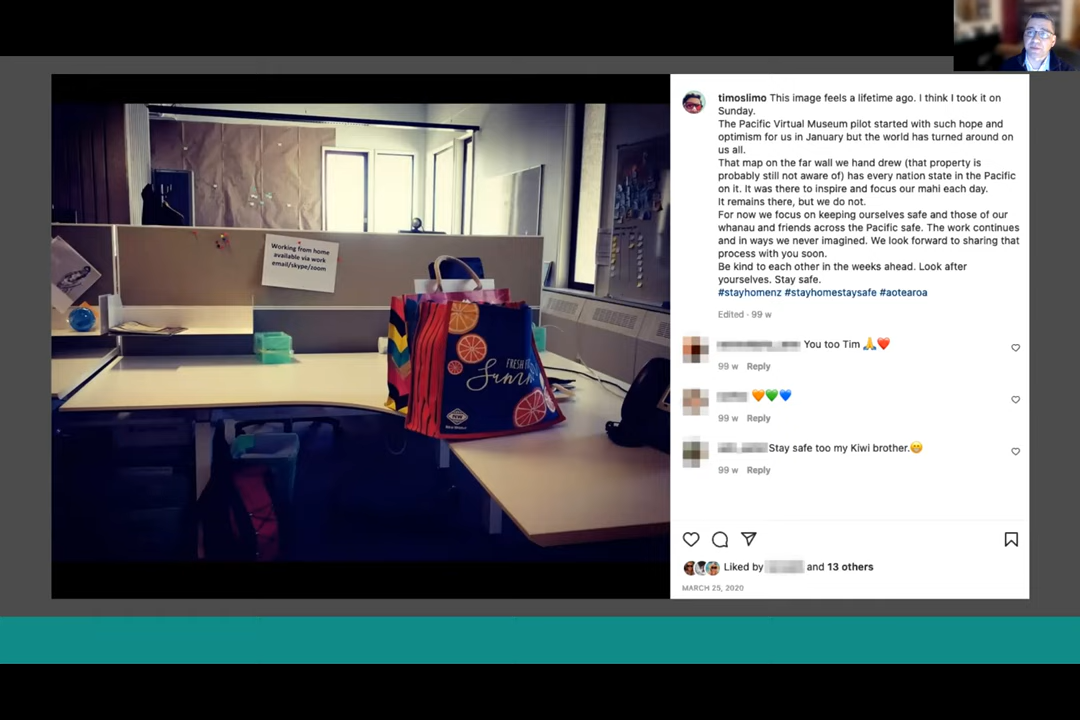 timoslimo This image feels a lifetime ago. I think I took it on
Sunday.
The Pacific Virtual Museum pilot started with such hope and
optimism for us in January but the world has turned around on
us all.
That map on the far wall we hand drew (that property is
probably still not aware of) has every nation state in the Pacific
on it. It was there to inspire and focus our mahi each day.
It remains there, but we do not.
For now we focus on keeping ourselves safe and those of our
whanau and friends across the Pacific safe. The work continues
and in ways we never imagined. We look forward to sharing that
process with you soon.
Be kind to each other in the weeks ahead. Look after
yourselves. Stay safe.
#stayhomenz #stayhomestaysafe #aotearoa
Edited · 99 w
You too Tim 🙏❤️
99 w Reply
🧡💚💙
99 w Reply
Stay safe too my Kiwi brother.😁
99 w Reply
Liked by
and 13 others
MARCH 25, 2020
Working from home
available via work
email/skype/zoom
FRESH